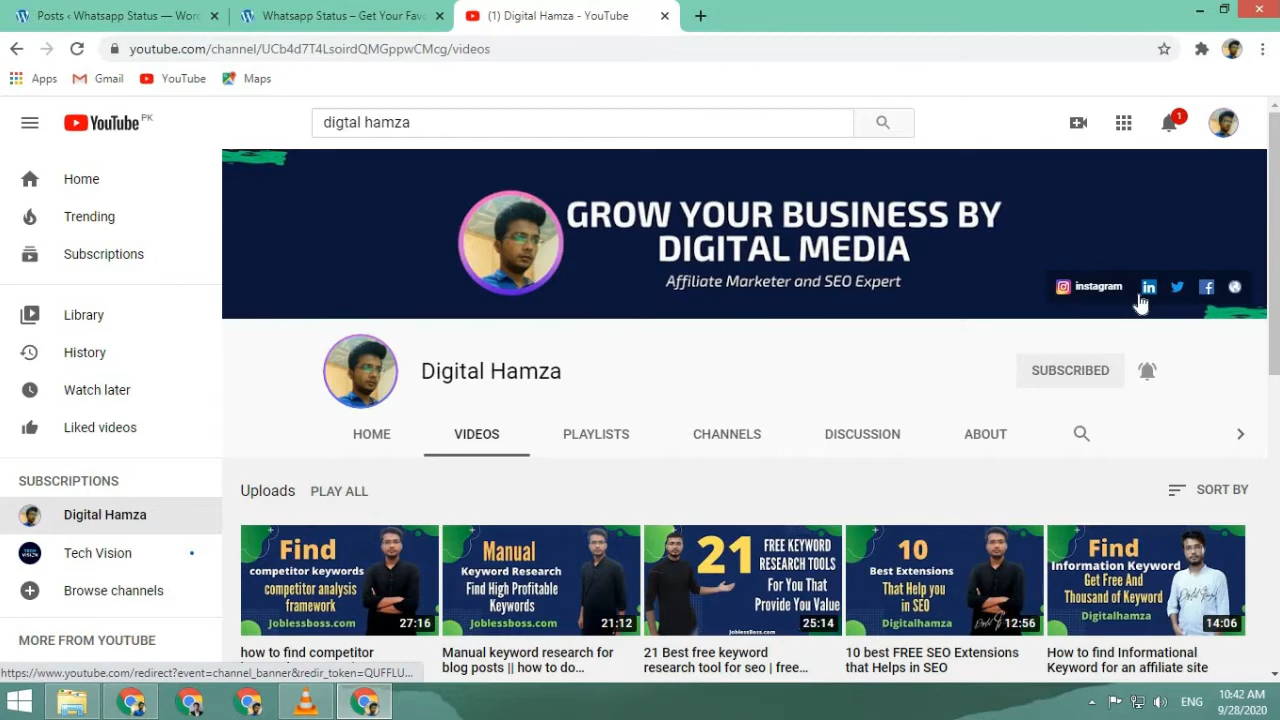 Posts ‹ Whatsapp Status — Wor
Whatsapp Status – Get Your Fav
(1) Digital Hamza - YouTube
youtube.com/channel/UCb4d7T4LsoirdQMGppwCMcg/videos
Apps
Gmail
YouTube
Maps
YouTube PK
digtal hamza
1
Home
Trending
Subscriptions
Library
History
Watch later
Liked videos
SUBSCRIPTIONS
Digital Hamza
Tech Vision
Browse channels
MORE FROM YOUTUBE
GROW YOUR BUSINESS BY
DIGITAL MEDIA
Affiliate Marketer and SEO Expert
instagram
Digital Hamza
SUBSCRIBED
HOME
VIDEOS
PLAYLISTS
CHANNELS
DISCUSSION
ABOUT
Uploads
PLAY ALL
SORT BY
Find
competitor keywords
competitor analysis
framework
Joblessboss.com
27:16
how to find competitor
Manual
Keyword Research
Find High Profitable
Keywords
Joblessboss.com
21:12
Manual keyword research for
blog posts || how to do...
21
FREE KEYWORD
RESEARCH TOOLS
For You That
Provide You Value
JoblessBoss.com
25:14
21 Best free keyword
research tool for seo | free...
10
Best Extensions
That Help you
in SEO
Digitalhamza
12:56
10 best FREE SEO Extensions
that Helps in SEO
Find
Information Keyword
Get Free And
Thousand of Keyword
Digitalhamza
14:06
How to find Informational
Keyword for an affiliate site
https://www.youtube.com/redirect?event=channel_banner&redir_token=QUFFLU...
ENG
10:42 AM
9/28/2020